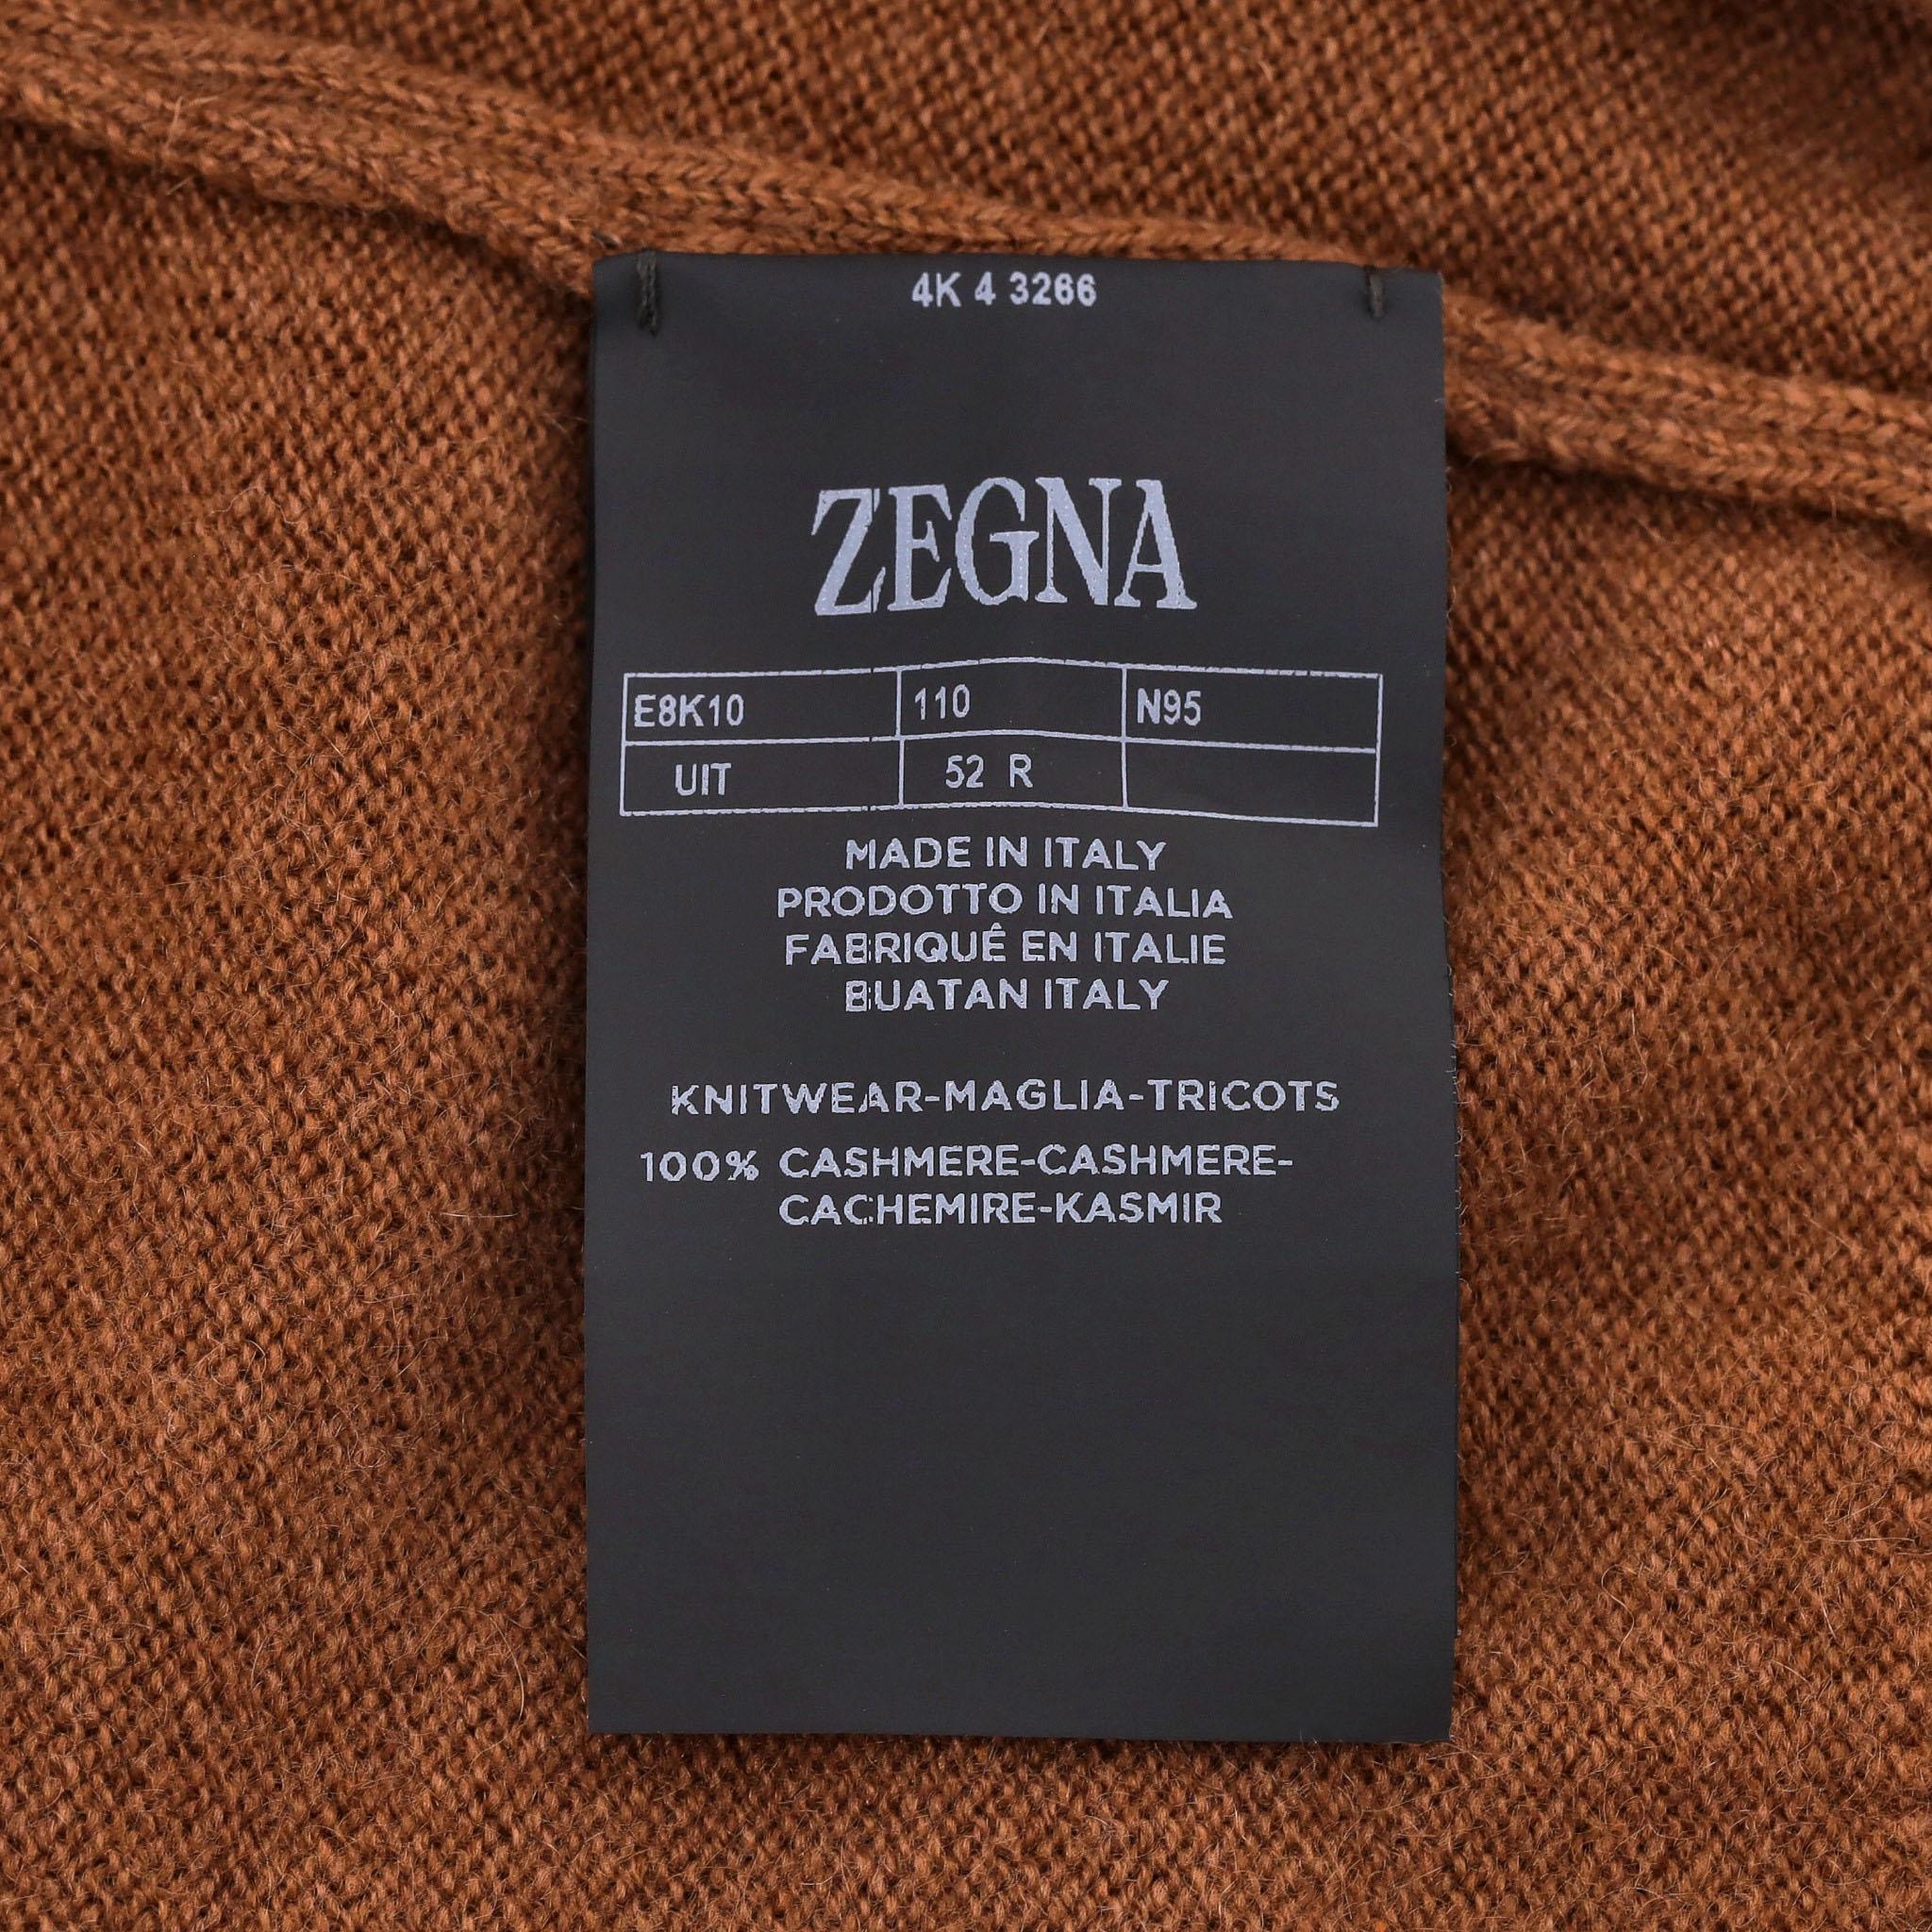 4K 4 3266
ZEGNA
E8K10 110 N95
UIT 52 R
MADE IN ITALY
PRODOTTO IN ITALIA
FABRIQUÊ EN ITALIE
BUATAN ITALY
KNITWEAR-MAGLIA-TRICOTS
100% CASHMERE-CASHMERE-
CACHEMIRE-KASMIR